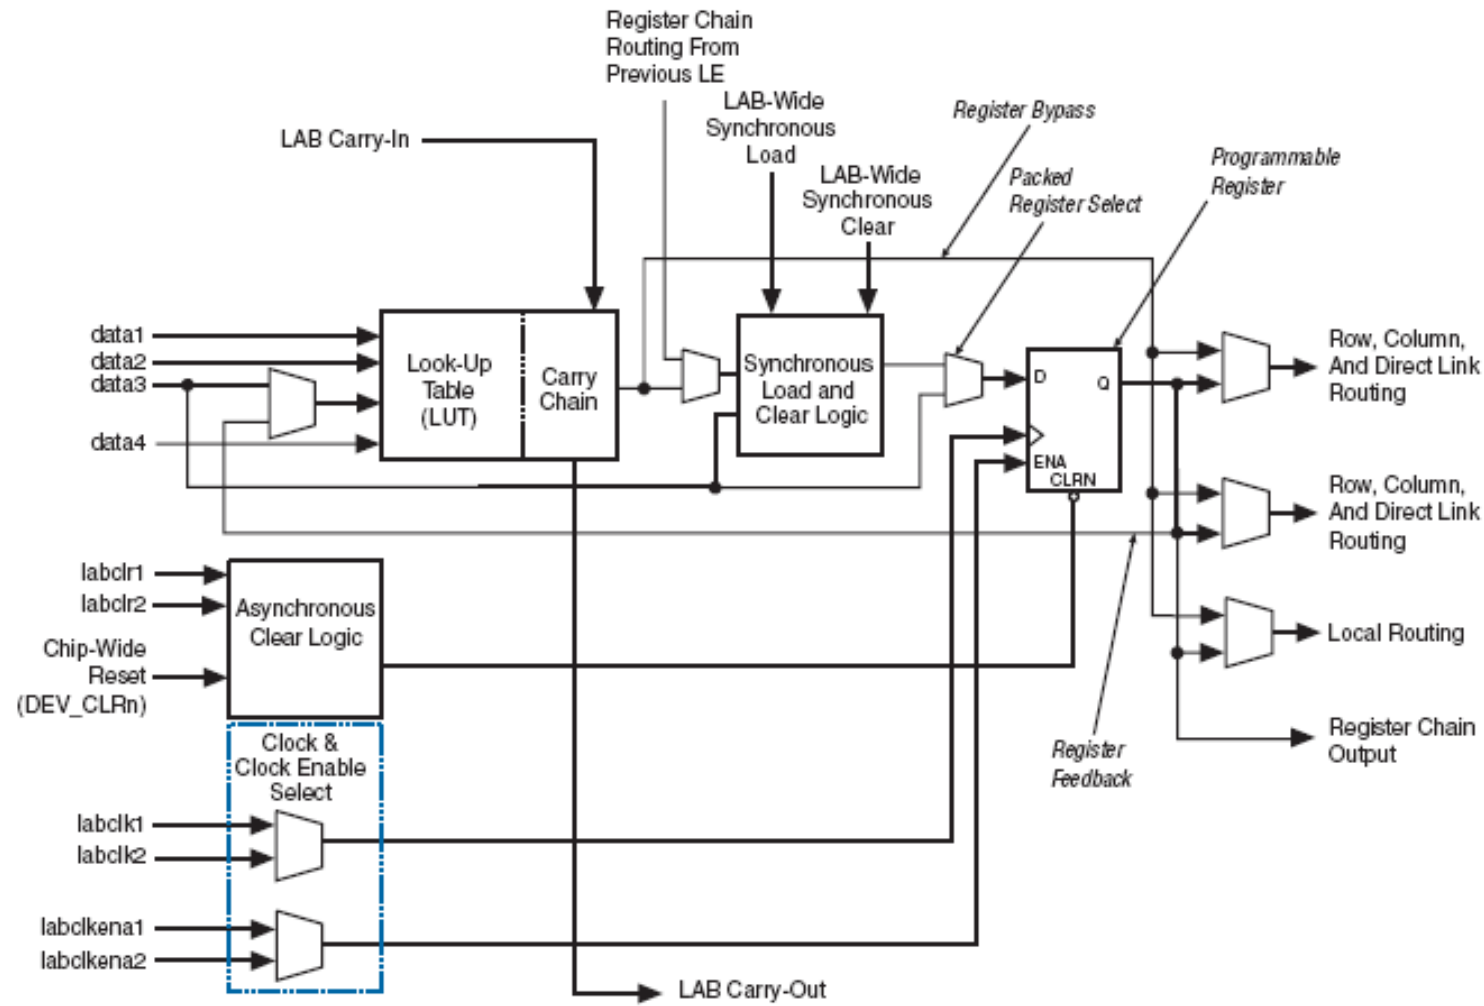 Register Chain
Routing From
Previous LE
LAB-Wide
Synchronous
Load
Register Bypass
LAB Carry-In
LAB-Wide
Synchronous
Clear
Packed
Register Select
Programmable
Register
data1
data2
data3
data4
Look-Up
Table
(LUT)
Carry
Chain
Synchronous
Load and
Clear Logic
D
Q
ENA
CLRN
Row, Column,
And Direct Link
Routing
Row, Column,
And Direct Link
Routing
Local Routing
Register Chain
Output
Register
Feedback
labclr1
labclr2
Chip-Wide
Reset
(DEV_CLRn)
Asynchronous
Clear Logic
Clock &
Clock Enable
Select
labclk1
labclk2
labclkena1
labclkena2
LAB Carry-Out